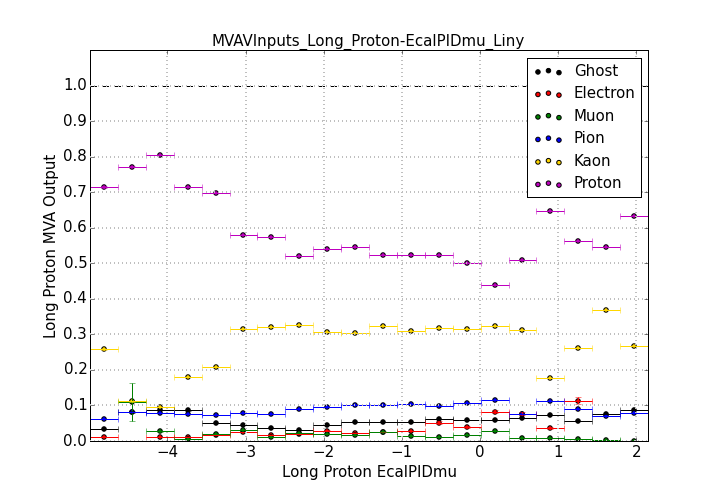 MVAVInputs_Long_Proton-EcalPIDmu_Liny
Long Proton MVA Output
1.0
0.9
0.8
0.7
0.6
0.5
0.4
0.3
0.2
0.1
0.0
Ghost
Electron
Muon
Pion
Kaon
Proton
−4 −3 −2 −1 0 1 2
Long Proton EcalPIDmu